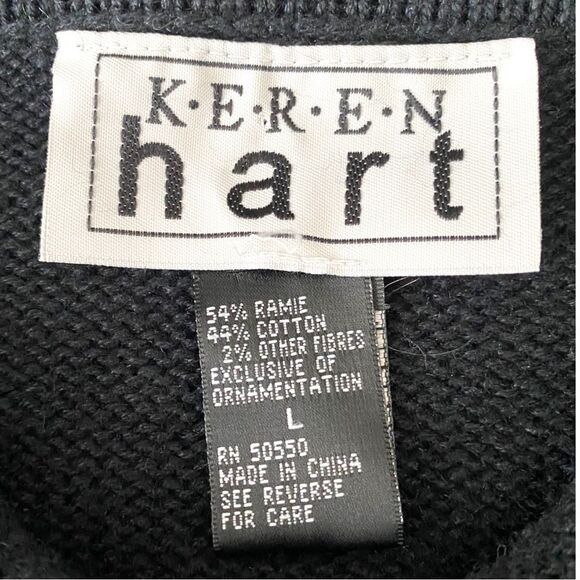 K·E·R·E·N
hart
54% RAMIE
44% COTTON
2% OTHER FIBRES
EXCLUSIVE OF
ORNAMENTATION
L
RN 50550
MADE IN CHINA
SEE REVERSE
FOR CARE